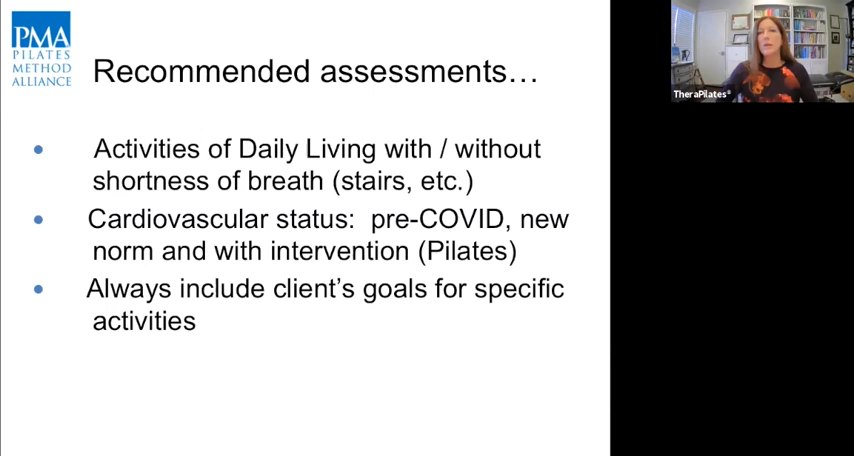 PMA
PILATES
METHOD
ALLIANCE
Recommended assessments…
• Activities of Daily Living with / without
shortness of breath (stairs, etc.)
• Cardiovascular status: pre-COVID, new
norm and with intervention (Pilates)
• Always include client’s goals for specific
activities
TheraPilates®